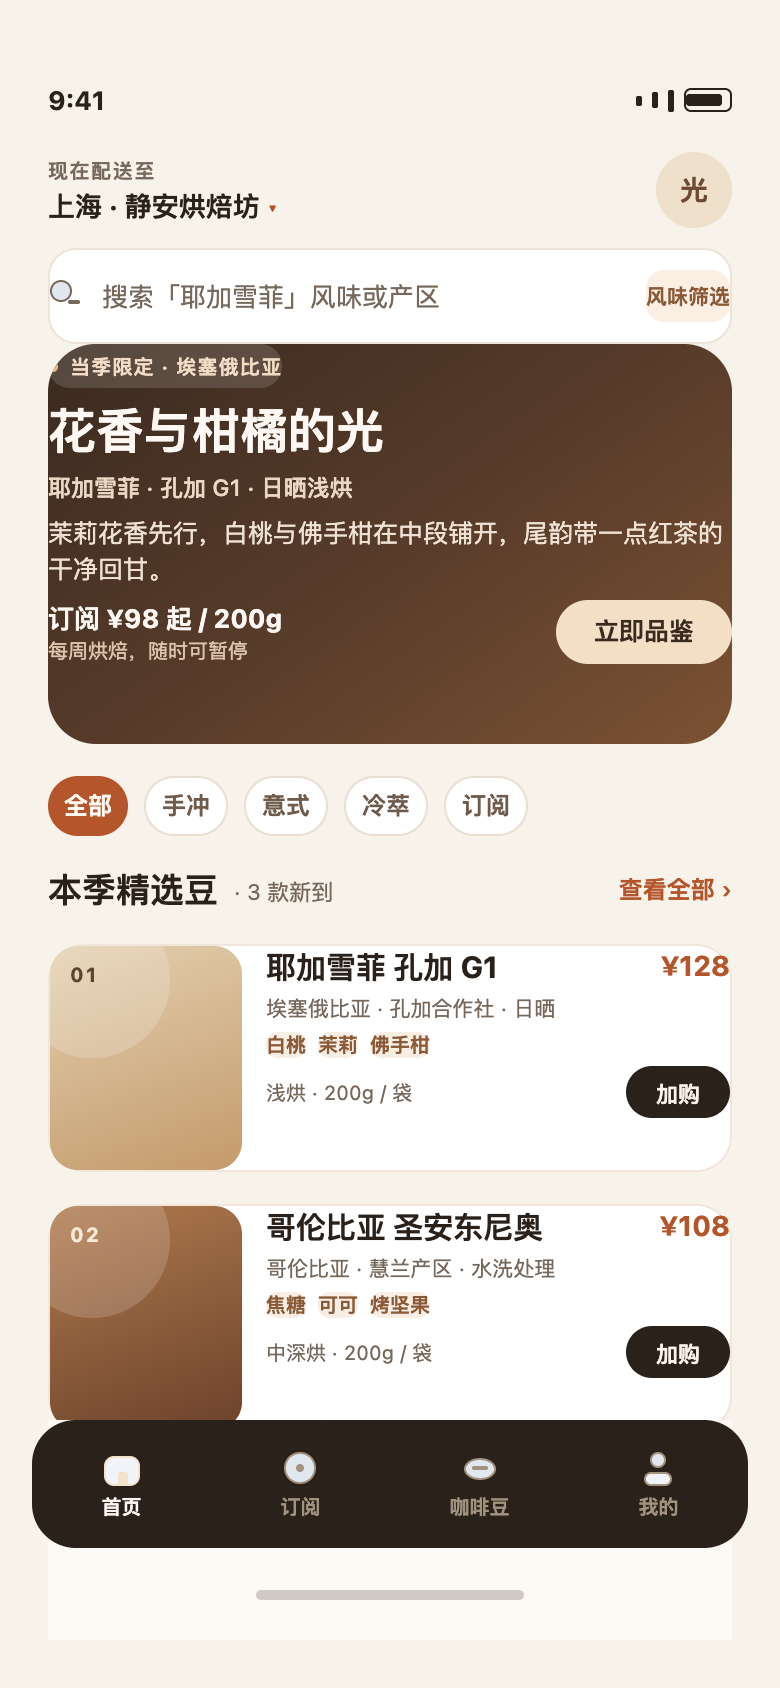 9:41
现在配送至
上海 · 静安烘焙坊 ▾
光
搜索「耶加雪菲」风味或产区
风味筛选
当季限定 · 埃塞俄比亚
花香与柑橘的光
耶加雪菲 · 孔加 G1 · 日晒浅烘
茉莉花香先行，白桃与佛手柑在中段铺开，尾韵带一点红茶的
干净回甘。
订阅 ¥98 起 / 200g
每周烘焙，随时可暂停
立即品鉴
全部 手冲 意式 冷萃 订阅
本季精选豆 · 3 款新到
查看全部 ›
01
耶加雪菲 孔加 G1
¥128
埃塞俄比亚 · 孔加合作社 · 日晒
白桃 茉莉 佛手柑
浅烘 · 200g / 袋
加购
02
哥伦比亚 圣安东尼奥
¥108
哥伦比亚 · 慧兰产区 · 水洗处理
焦糖 可可 烤坚果
中深烘 · 200g / 袋
加购
首页 订阅 咖啡豆 我的